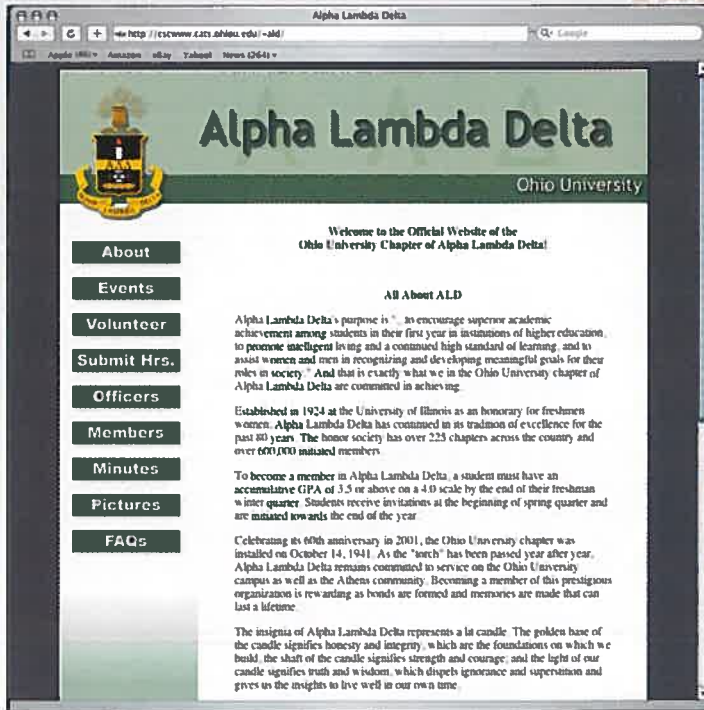 Alpha Lambda Delta
http://cscwww.cats.ohiou.edu/~ald/
Google
Apple (46) Amazon eBay Yahoo! News (264)
Alpha Lambda Delta
Ohio University
About
Events
Volunteer
Submit Hrs.
Officers
Members
Minutes
Pictures
FAQs
Welcome to the Official Website of the
Ohio University Chapter of Alpha Lambda Delta!
All About ALD
Alpha Lambda Delta's purpose is "...to encourage superior academic
achievement among students in their first year in institutions of higher education,
to promote intelligent living and a continued high standard of learning, and to
assist women and men in recognizing and developing meaningful goals for their
roles in society." And that is exactly what we in the Ohio University chapter of
Alpha Lambda Delta are committed in achieving.
Established in 1924 at the University of Illinois as an honorary for freshmen
women, Alpha Lambda Delta has continued in its tradition of excellence for the
past 80 years. The honor society has over 225 chapters across the country and
over 600,000 initiated members.
To become a member in Alpha Lambda Delta, a student must have an
accumulative GPA of 3.5 or above on a 4.0 scale by the end of their freshman
winter quarter. Students receive invitations at the beginning of spring quarter and
are initiated towards the end of the year.
Celebrating its 60th anniversary in 2001, the Ohio University chapter was
installed on October 14, 1941. As the "torch" has been passed year after year,
Alpha Lambda Delta remains committed to service on the Ohio University
campus as well as the Athens community. Becoming a member of this prestigious
organization is rewarding as bonds are formed and memories are made that can
last a lifetime.
The insignia of Alpha Lambda Delta represents a lit candle. The golden base of
the candle signifies honesty and integrity, which are the foundations on which we
build, the shaft of the candle signifies strength and courage, and the light of our
candle signifies truth and wisdom, which dispels ignorance and superstition and
gives us the insights to live well in our own time.